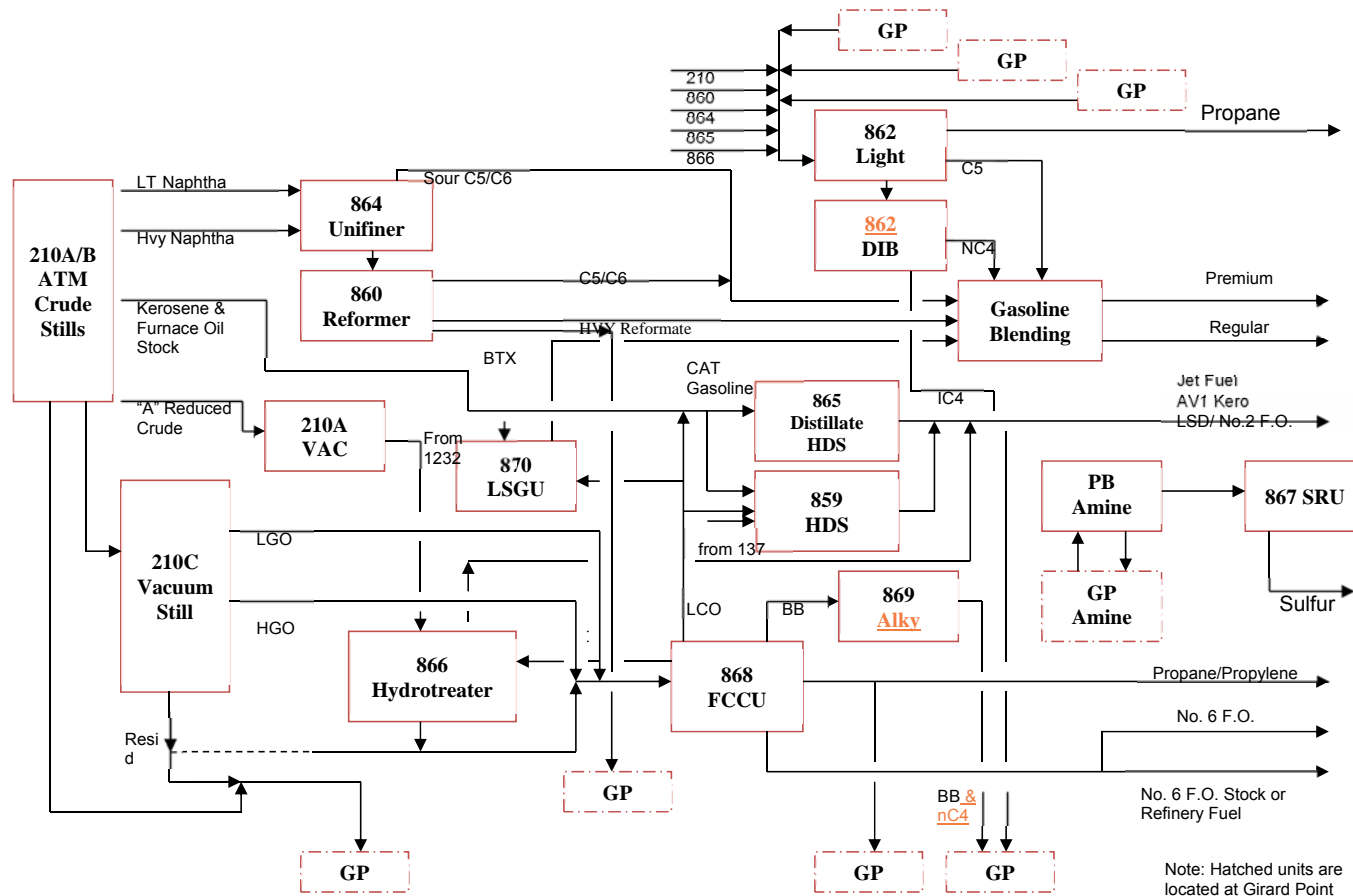 GP
GP
GP
210
860
864
865
866
862
Light
Propane
C5
LT Naphtha
Sour C5/C6
864
Unifiner
Hvy Naphtha
862
DIB
NC4
210A/B
ATM
Crude
Stills
C5/C6
860
Reformer
Kerosene &
Furnace Oil
Stock
HVY Reformate
Gasoline
Blending
Premium
Regular
BTX
CAT
Gasoline
865
Distillate
HDS
IC4
Jet Fuel
AV1 Kero
LSD/ No.2 F.O.
"A" Reduced
Crude
210A
VAC
From
1232
870
LSGU
859
HDS
from 137
PB
Amine
867 SRU
GP
Amine
Sulfur
210C
Vacuum
Still
LGO
HGO
866
Hydrotreater
:
LCO
BB
869
Alky
868
FCCU
Propane/Propylene
No. 6 F.O.
No. 6 F.O. Stock or
Refinery Fuel
Resi
d
GP
GP
GP
BB &
nC4
GP
Note: Hatched units are
located at Girard Point